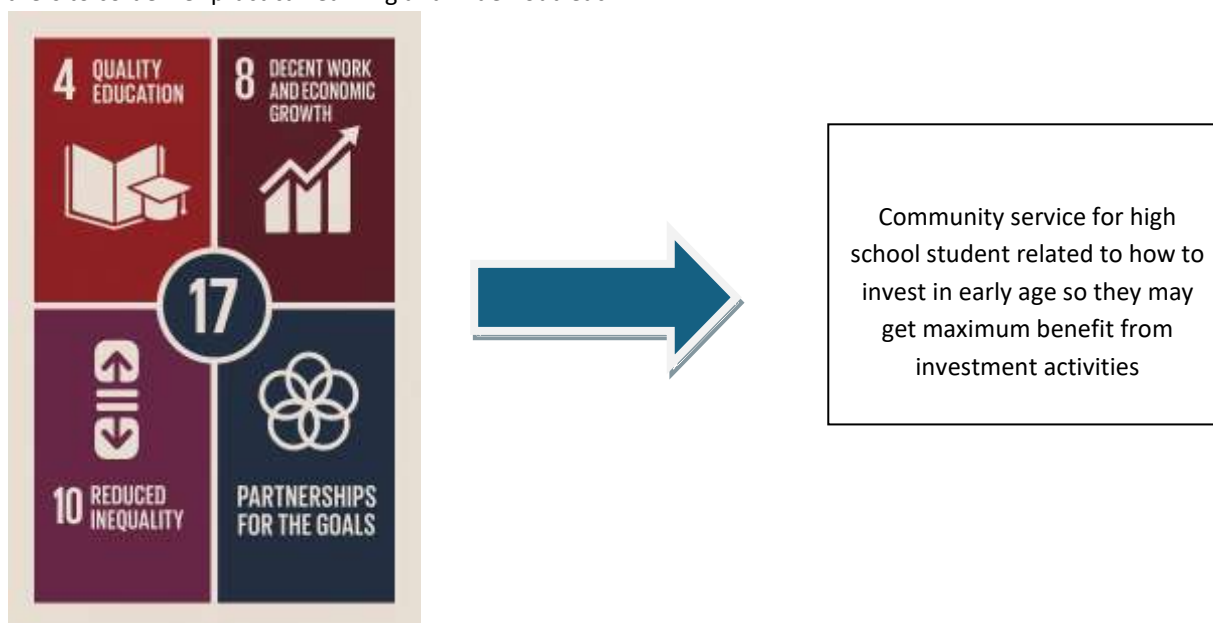 4 QUALITY
EDUCATION
8 DECENT WORK
AND ECONOMIC
GROWTH
17
10 REDUCED
INEQUALITY
PARTNERSHIPS
FOR THE GOALS
Community service for high
school student related to how to
invest in early age so they may
get maximum benefit from
investment activities